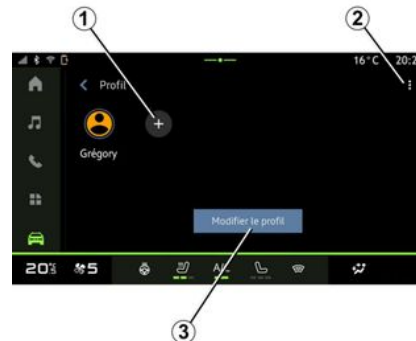 1
2
16°C 20:2
Profil
+
Grégory
Modifier le profil
20°5 5 A/C
3